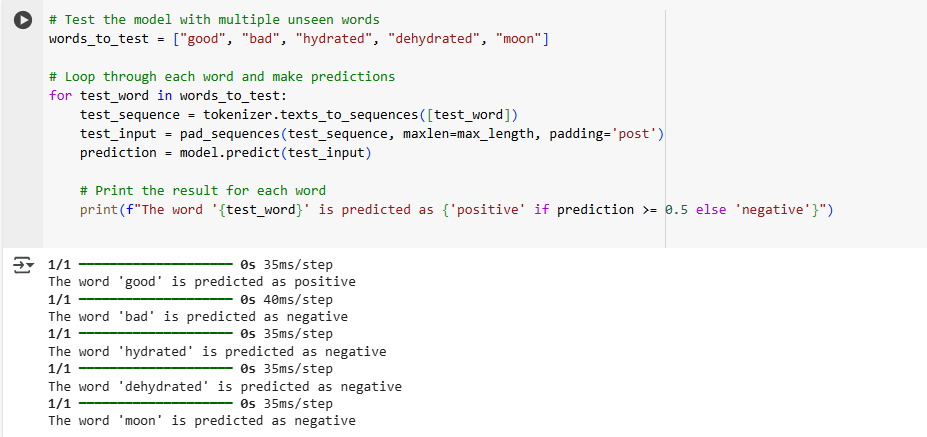 # Test the model with multiple unseen words
words_to_test = ["good", "bad", "hydrated", "dehydrated", "moon"]
# Loop through each word and make predictions
for test_word in words_to_test:
    test_sequence = tokenizer.texts_to_sequences([test_word])
    test_input = pad_sequences(test_sequence, maxlen=max_length, padding='post')
    prediction = model.predict(test_input)
    # Print the result for each word
    print(f"The word '{test_word}' is predicted as {'positive' if prediction >= 0.5 else 'negative'}")
1/1 0s 35ms/step
The word 'good' is predicted as positive
1/1 0s 40ms/step
The word 'bad' is predicted as negative
1/1 0s 35ms/step
The word 'hydrated' is predicted as negative
1/1 0s 35ms/step
The word 'dehydrated' is predicted as negative
1/1 0s 35ms/step
The word 'moon' is predicted as negative